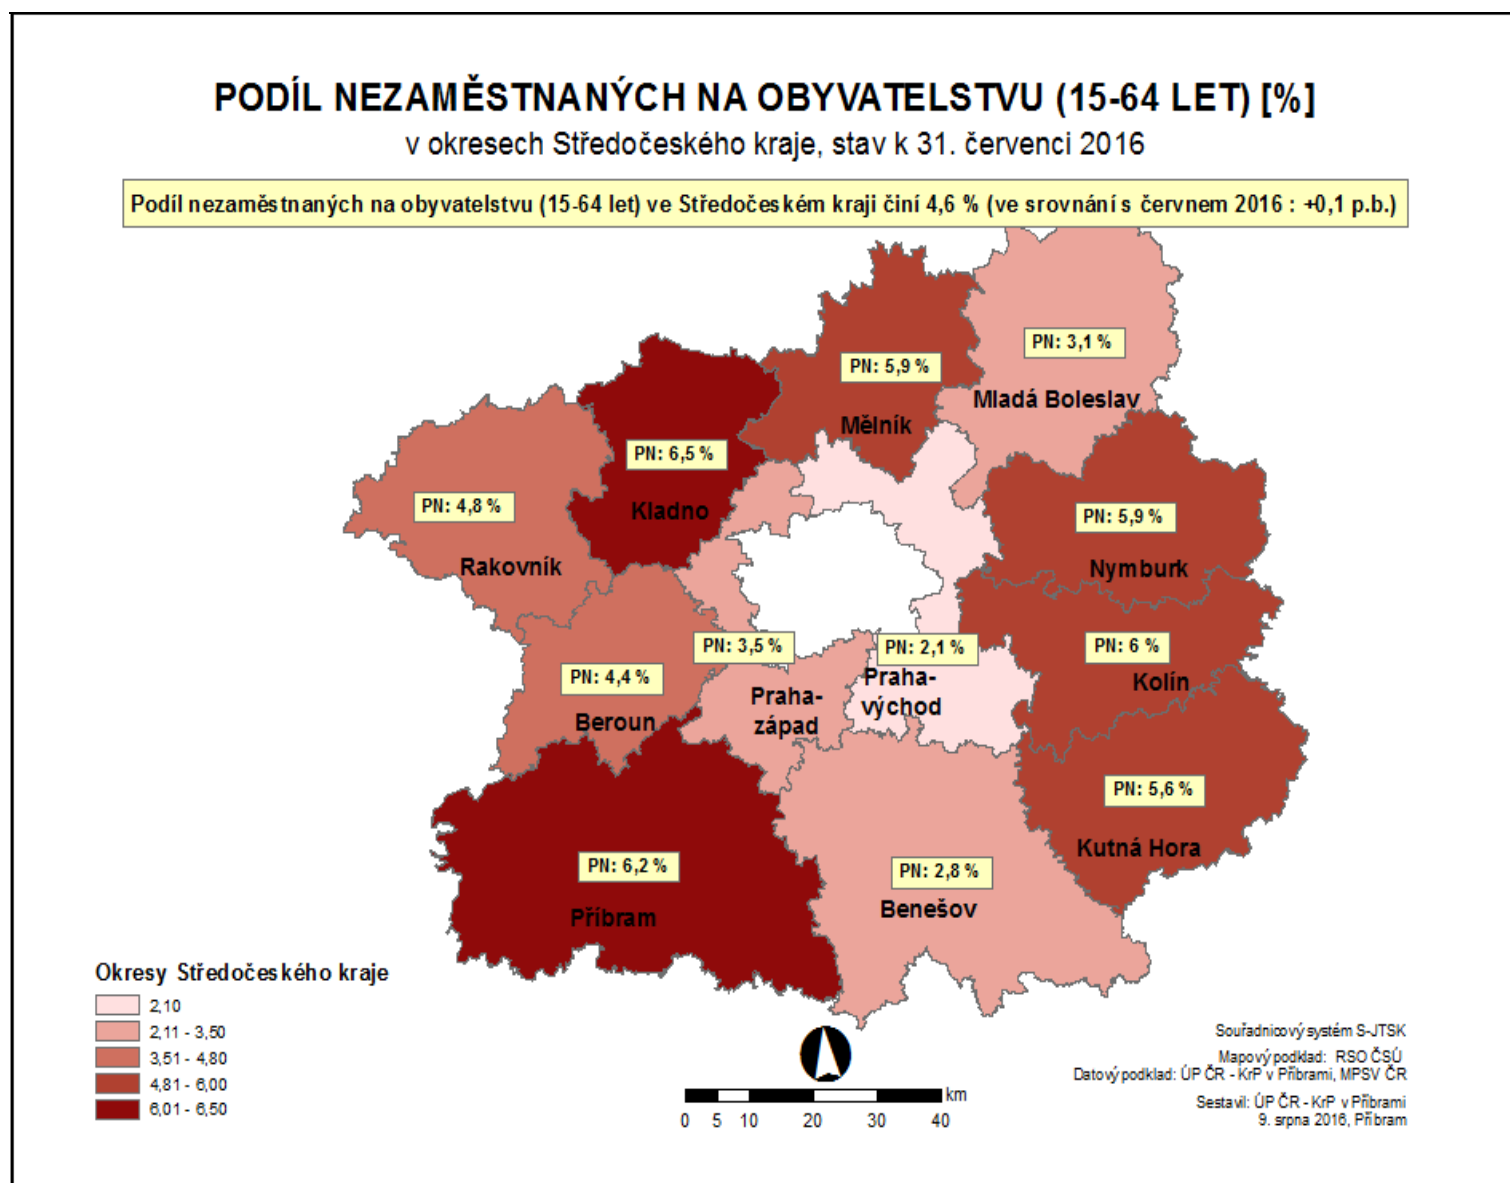 PODÍL NEZAMĚSTNANÝCH NA OBYVATELSTVU (15-64 LET) [%]
v okresech Středočeského kraje, stav k 31. červenci 2016
Podíl nezaměstnaných na obyvatelstvu (15-64 let) ve Středočeském kraji činí 4,6 % (ve srovnání s červnem 2016 : +0,1 p.b.)
PN: 3,1 %
Mladá Boleslav
PN: 5,9 %
Mělník
PN: 6,5 %
Kladno
PN: 4,8 %
Rakovník
PN: 5,9 %
Nymburk
PN: 3,5 %
Praha-
západ
PN: 2,1 %
Praha-
východ
PN: 6 %
Kolín
PN: 4,4 %
Beroun
PN: 5,6 %
Kutná Hora
PN: 6,2 %
Příbram
PN: 2,8 %
Benešov
Okresy Středočeského kraje
2,10
2,11 - 3,50
3,51 - 4,80
4,81 - 6,00
6,01 - 6,50
km
0 5 10 20 30 40
Souřadnicový systém S-JTSK
Mapový podklad: RSO ČSÚ
Datový podklad: ÚP ČR - KrP v Příbrami, MPSV ČR
Sestavil: ÚP ČR - KrP v Příbrami
9. srpna 2016, Příbram